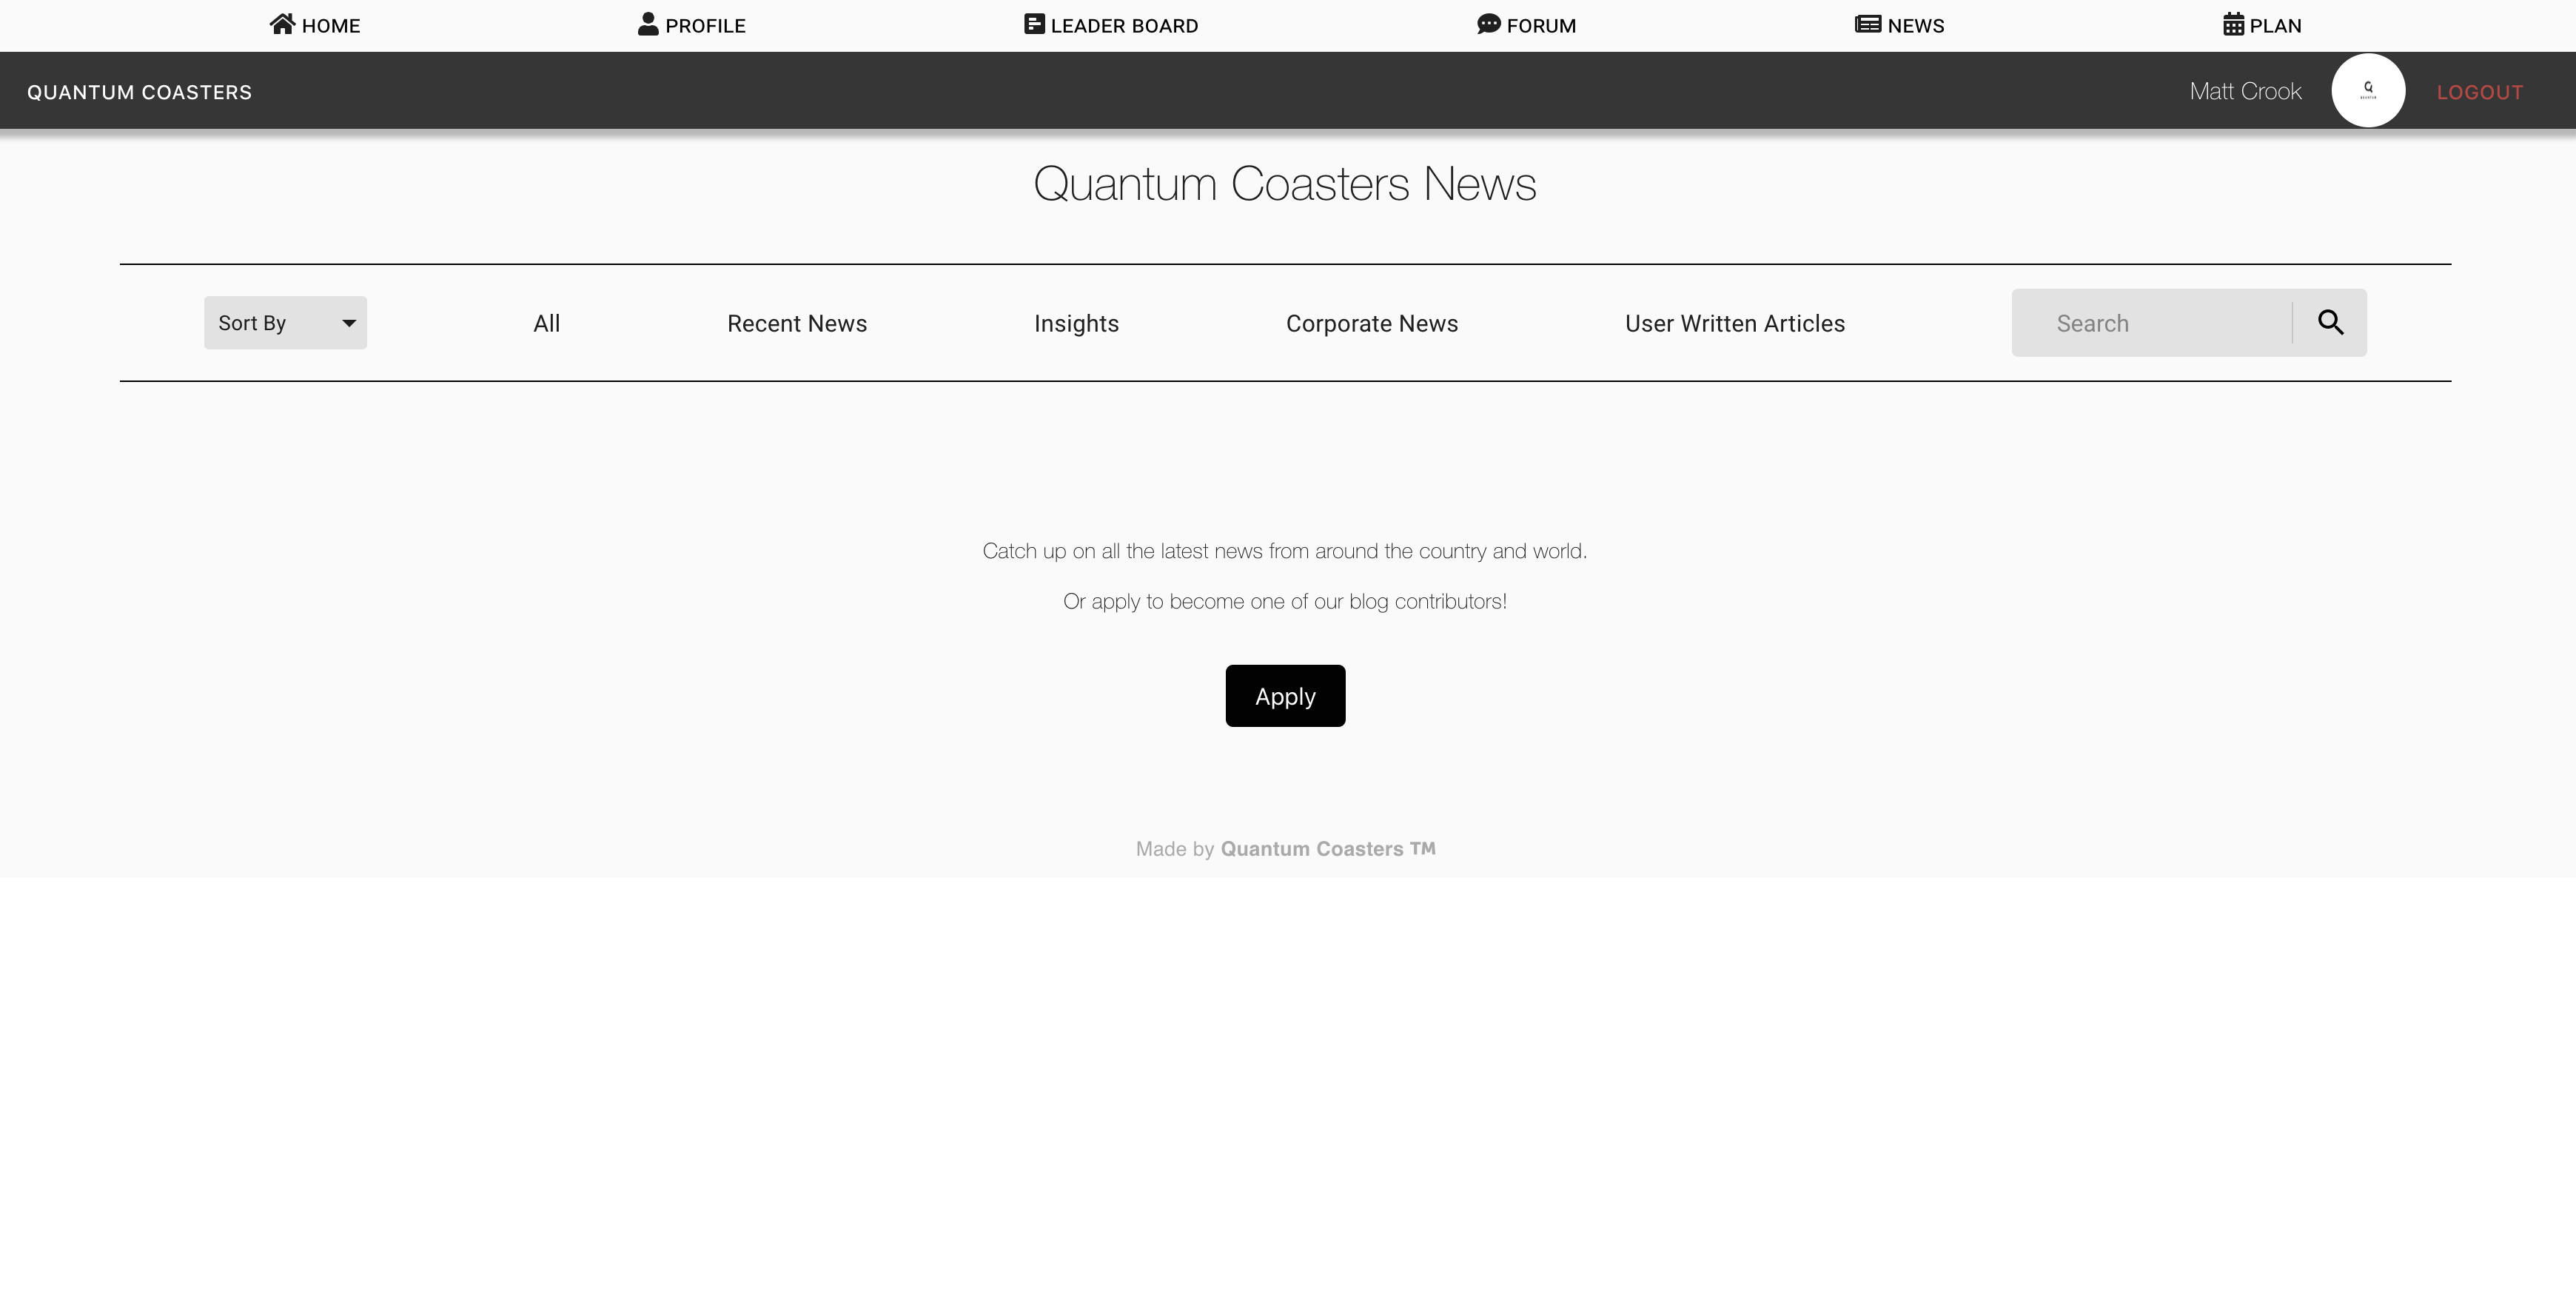 HOME PROFILE LEADER BOARD FORUM NEWS PLAN
QUANTUM COASTERS Matt Crook LOGOUT
Quantum Coasters News
Sort By All Recent News Insights Corporate News User Written Articles Search
Catch up on all the latest news from around the country and world.
Or apply to become one of our blog contributors!
Apply
Made by Quantum Coasters ™